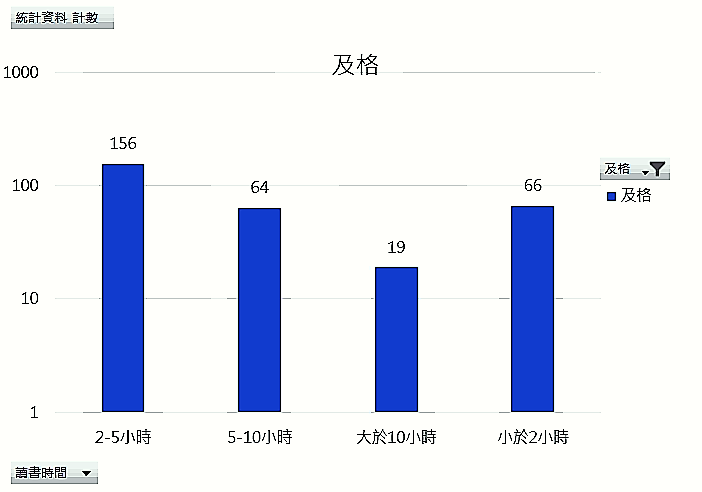 統計資料 計數
及格
1000
100
10
1
156
64
19
66
及格
及格
2-5小時
5-10小時
大於10小時
小於2小時
讀書時間